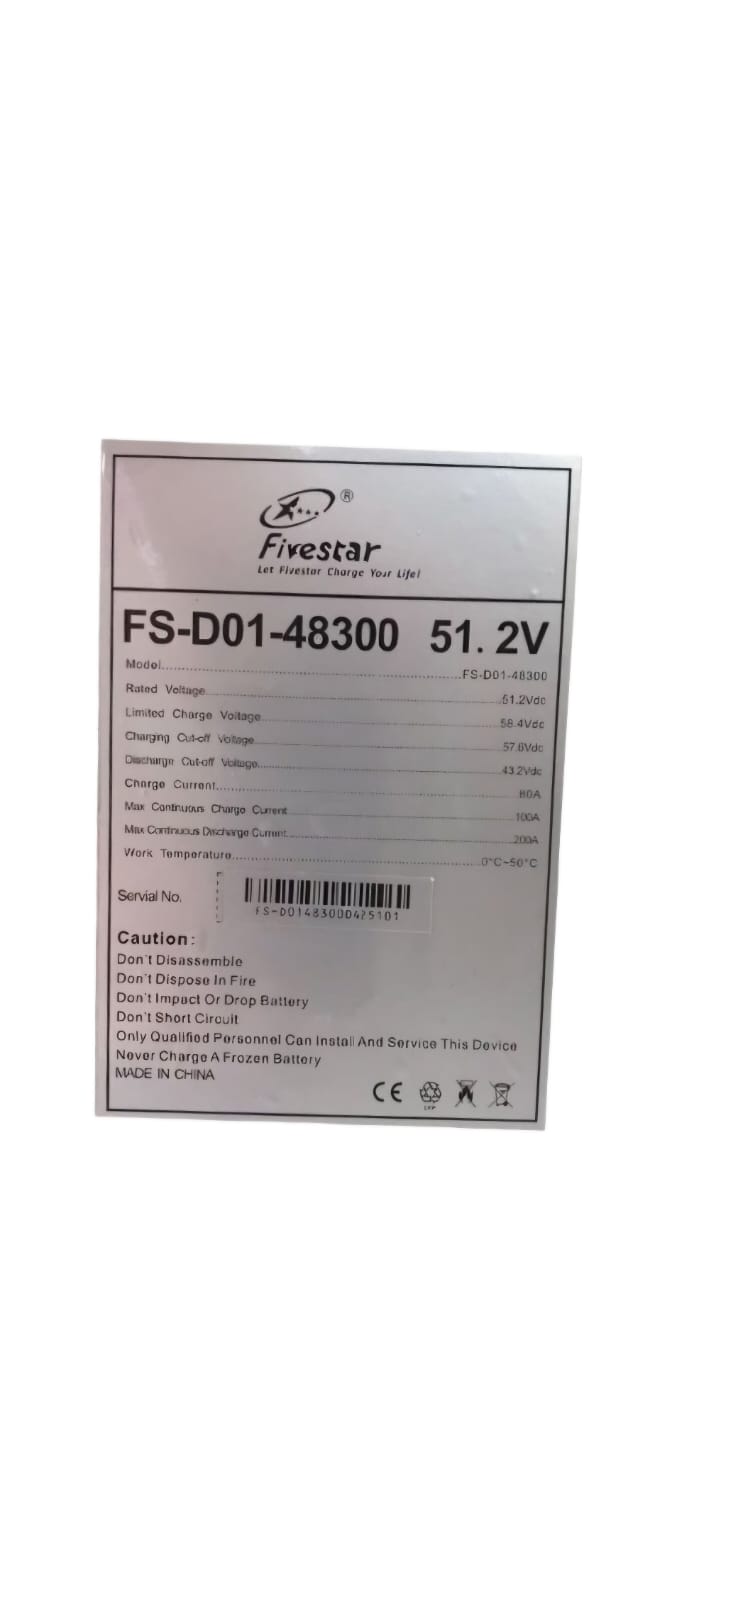 ®
Fivestar
Let Fivestar Charge Your Life!
FS-D01-48300 51.2V
Model FS-D01-48300
Rated Voltage 51.2Vdc
Limited Charge Voltage 58.4Vdc
Charging Cut-off Voltage 57.6Vdc
Discharge Cut-off Voltage 43.2Vdc
Charge Current 80A
Max Continuous Charge Current 100A
Max Continuous Discharge Current 200A
Work Temperature 0°C~50°C
Servial No.
Caution:
Don't Disassemble
Don't Dispose In Fire
Don't Impact Or Drop Battery
Don't Short Circuit
Only Qualified Personnel Can Install And Service This Device
Never Charge A Frozen Battery
MADE IN CHINA
CE